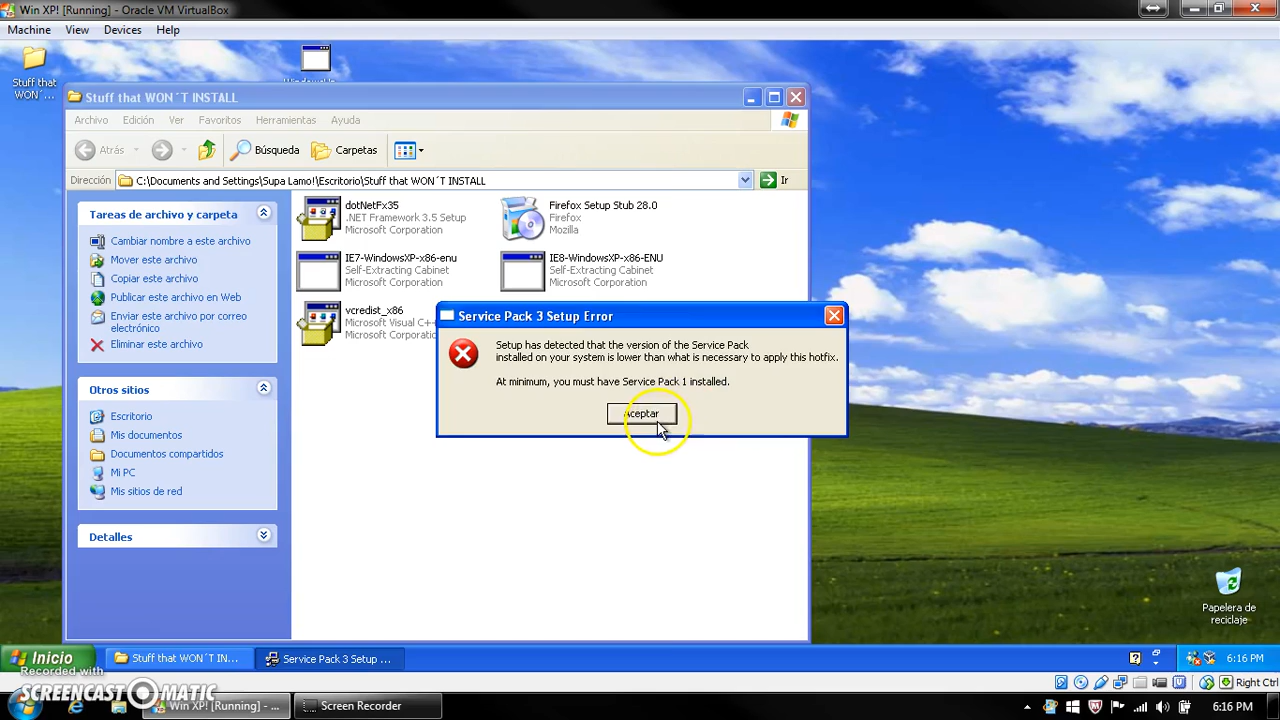 Win XP! [Running] - Oracle VM VirtualBox
Machine View Devices Help
Stuff that WON´T INSTALL
Stuff that
WON´...
Archivo Edición Ver Favoritos Herramientas Ayuda
Atrás Búsqueda Carpetas
Dirección C:\Documents and Settings\Supa Lamo!\Escritorio\Stuff that WON´T INSTALL Ir
Tareas de archivo y carpeta
Cambiar nombre a este archivo
Mover este archivo
Copiar este archivo
Publicar este archivo en Web
Enviar este archivo por correo
electrónico
Eliminar este archivo
Otros sitios
Escritorio
Mis documentos
Documentos compartidos
Mi PC
Mis sitios de red
Detalles
dotNetFx35
.NET Framework 3.5 Setup
Microsoft Corporation
Firefox Setup Stub 28.0
Firefox
Mozilla
IE7-WindowsXP-x86-enu
Self-Extracting Cabinet
Microsoft Corporation
IE8-WindowsXP-x86-ENU
Self-Extracting Cabinet
Microsoft Corporation
vcredist_x86
Microsoft Visual C+
Microsoft Corporatio
Service Pack 3 Setup Error
Setup has detected that the version of the Service Pack
installed on your system is lower than what is necessary to apply this hotfix.
At minimum, you must have Service Pack 1 installed.
Aceptar
Papelera de
reciclaje
Inicio Stuff that WON´T IN... Service Pack 3 Setup ... 6:16 PM
Recorded with
SCREENCAST MATIC
Right Ctrl
Win XP! [Running] - ... Screen Recorder 6:16 PM